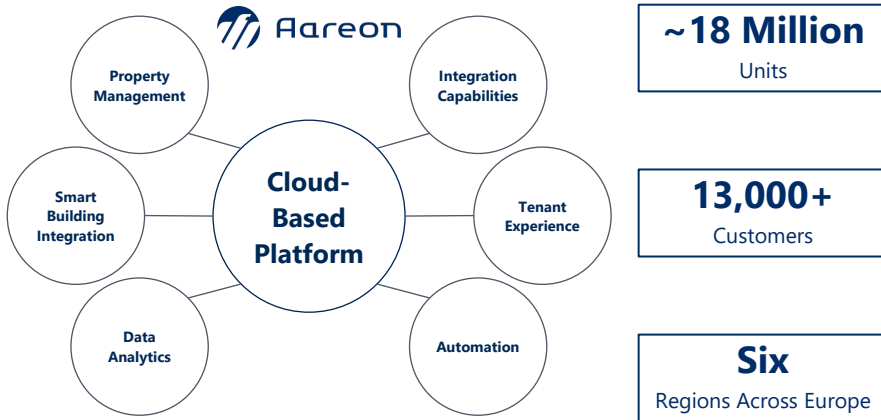 Aareon
Property
Management
Integration
Capabilities
Smart
Building
Integration
Cloud-
Based
Platform
Tenant
Experience
Data
Analytics
Automation
~18 Million
Units
13,000+
Customers
Six
Regions Across Europe